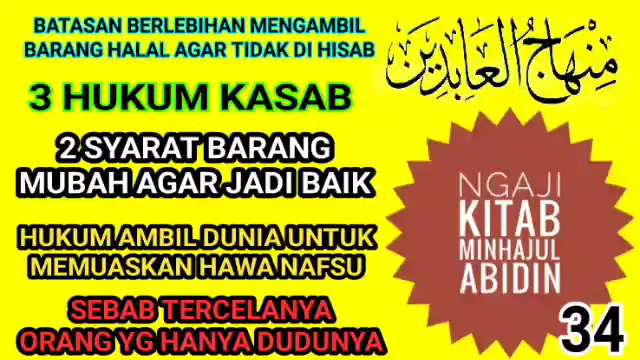 BATASAN BERLEBIHAN MENGAMBIL
BARANG HALAL AGAR TIDAK DI HISAB
3 HUKUM KASAB
2 SYARAT BARANG
MUBAH AGAR JADI BAIK
HUKUM AMBIL DUNIA UNTUK
MEMUASKAN HAWA NAFSU
SEBAB TERCELANYA
ORANG YG HANYA DUDUNYA
مِنْهَاجُ الْعَابِدِيْنَ
NGAJI
KITAB
MINHAJUL
ABIDIN
34